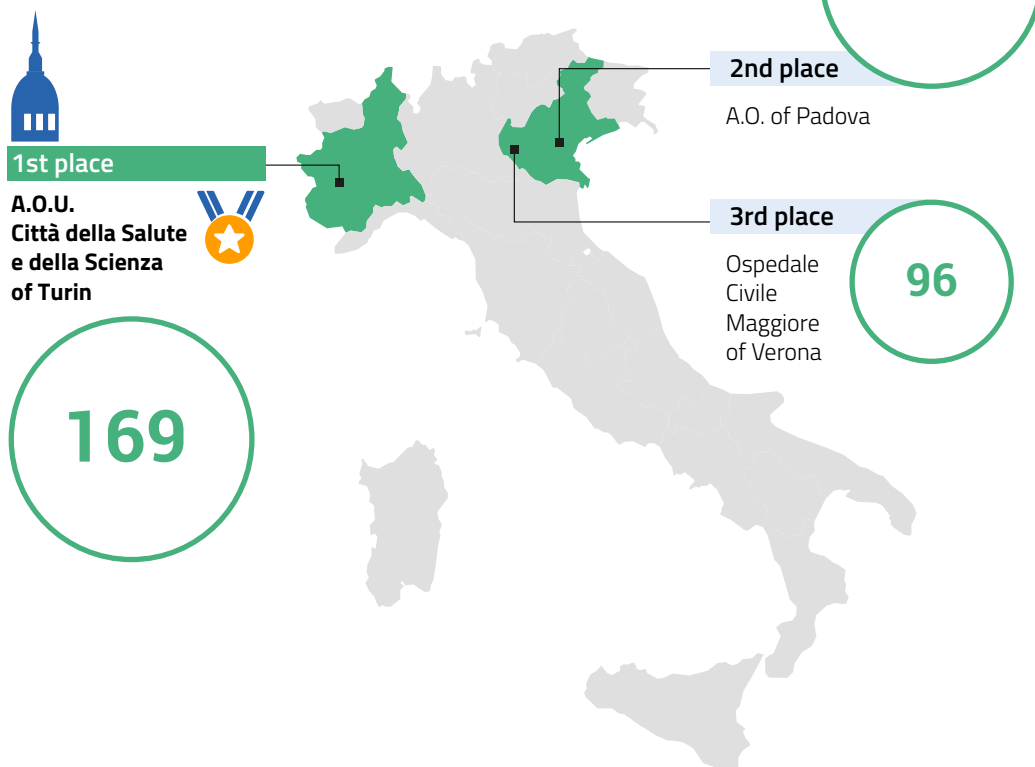 1st place
A.O.U.
Città della Salute
e della Scienza
of Turin
169
2nd place
A.O. of Padova
3rd place
Ospedale
Civile
Maggiore
of Verona
96